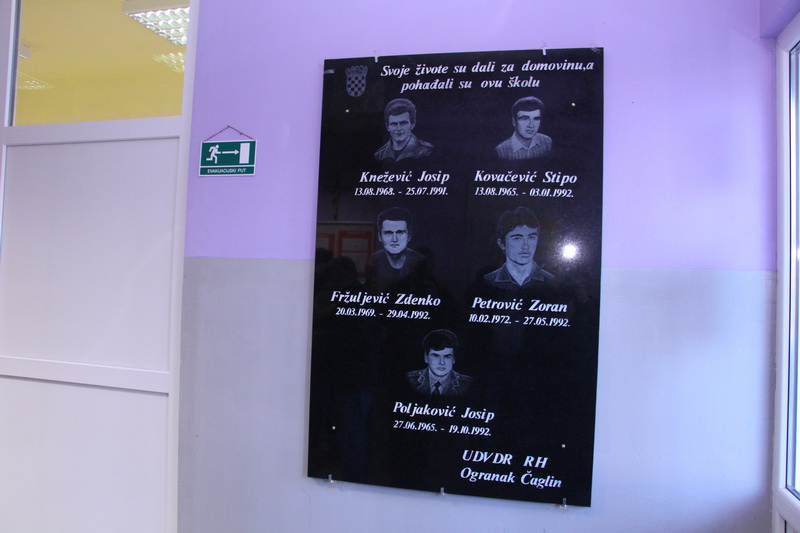 Svoje živote su dali za domovinu,a
pohađali su ovu školu
EVAKUACIJSKI PUT
Knežević Josip
13.08.1968. - 25.07.1991.
Kovačević Stipo
13.08.1965. - 03.01.1992.
Fržuljević Zdenko
20.03.1969. - 29.04.1992.
Petrović Zoran
10.02.1972. - 27.05.1992.
Poljaković Josip
27.06.1965. - 19.10.1992.
UDVDR RH
Ogranak Čaglin